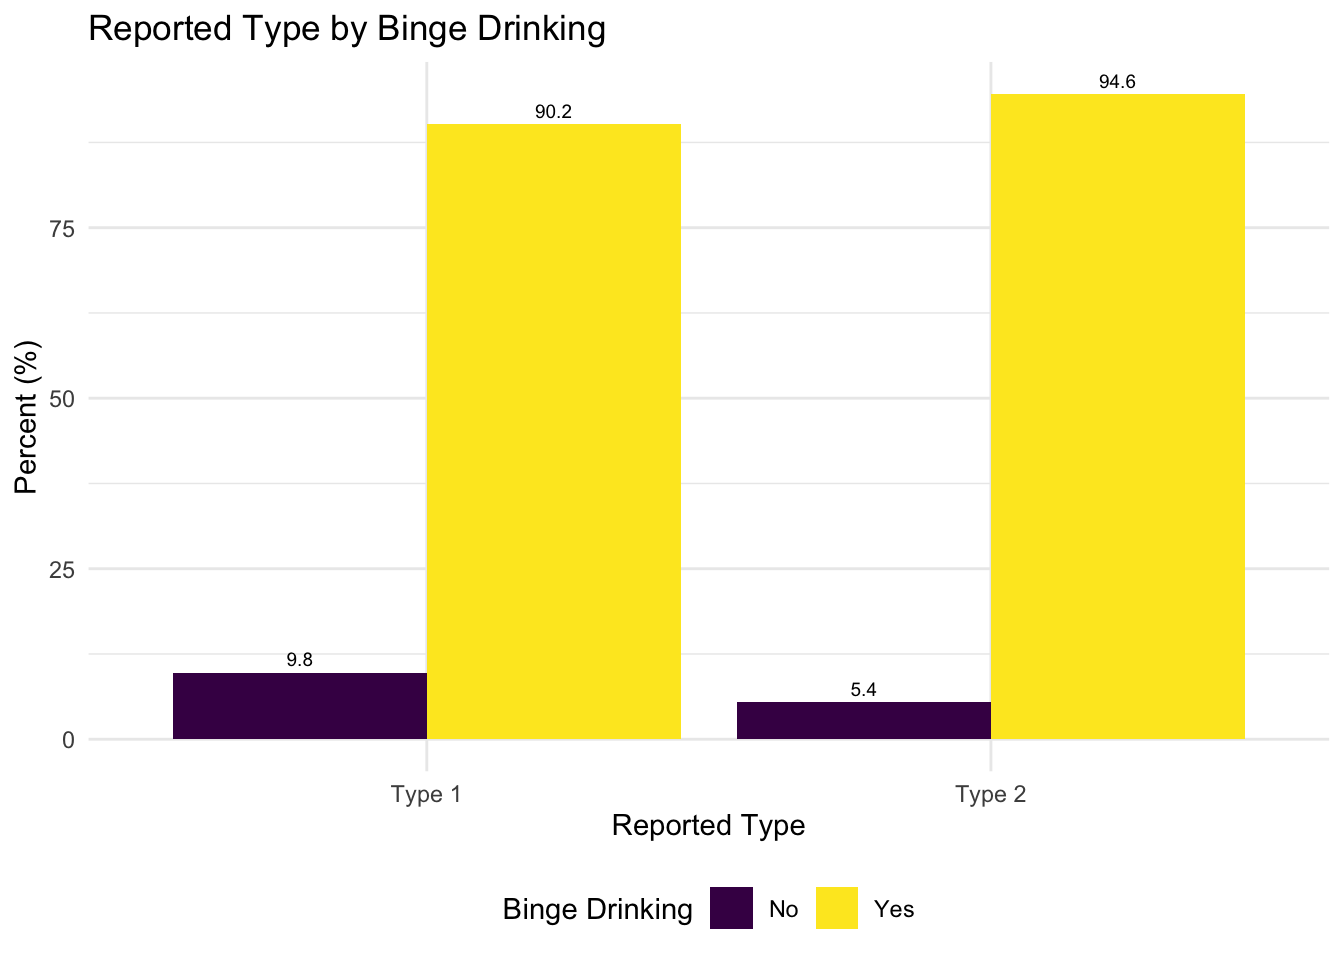 Reported Type by Binge Drinking
94.6
90.2
75
Percent (%)
50
25
9.8
5.4
0
Type 1
Type 2
Reported Type
Binge Drinking
No
Yes